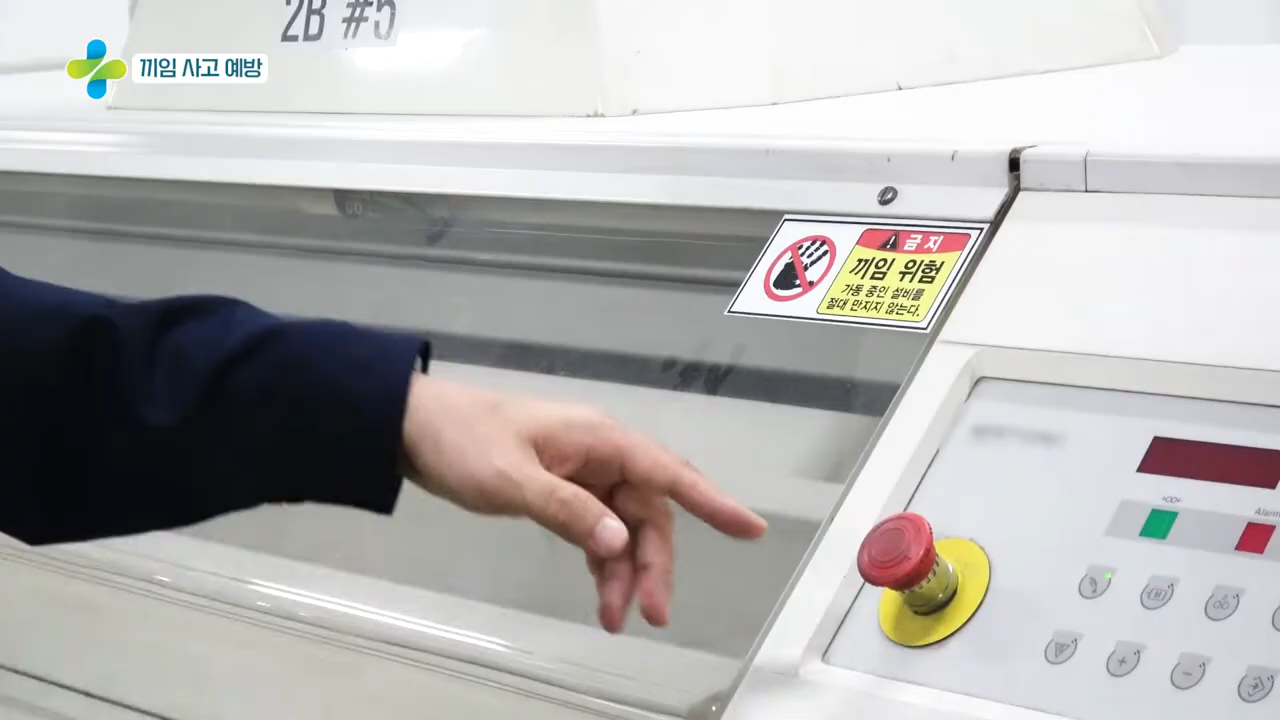 2B #5
끼임 사고 예방
금지
끼임 위험
가동 중인 설비를
절대 만지지 않는다.
Alarm